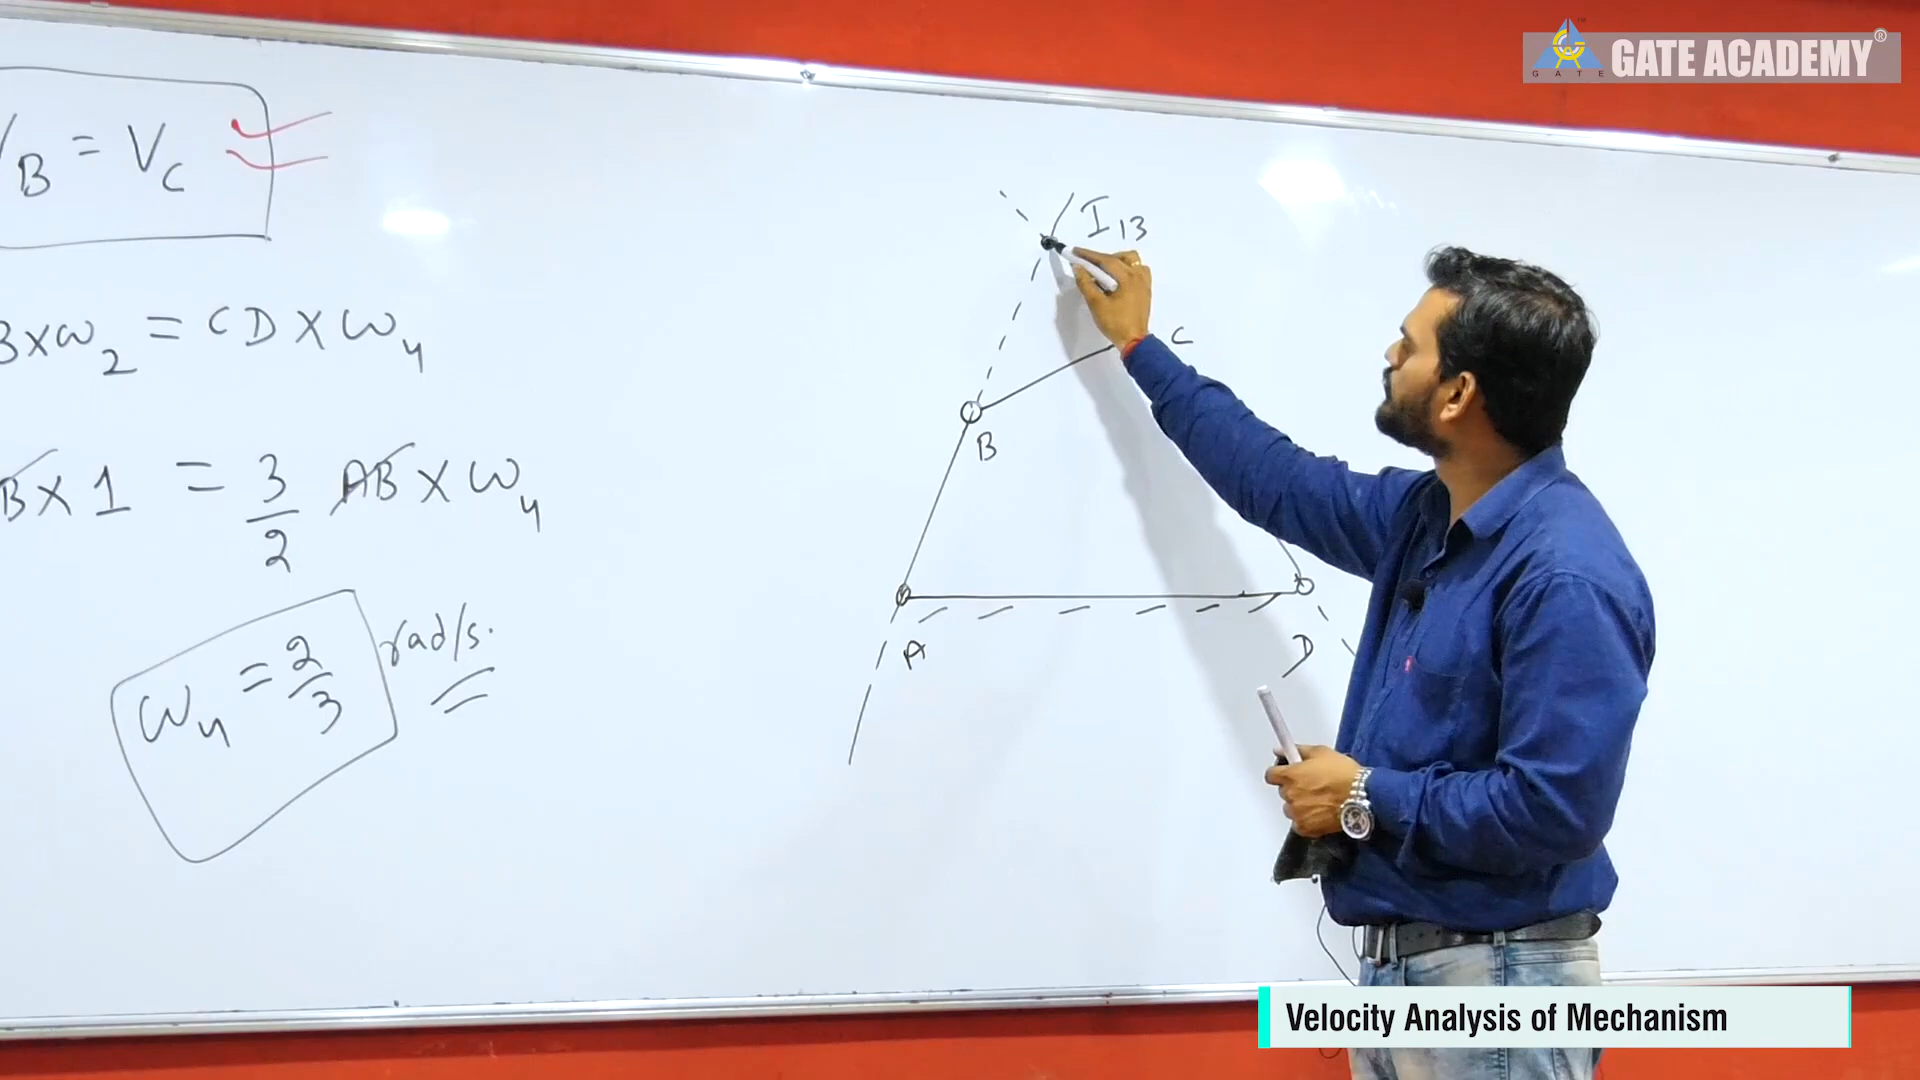 GATE ACADEMY®
GATE
B = Vc
I13
C
B × ω2 = CD × ω4
B
B × 1 = 3/2 AB × ω4
A
D
ω4 = 2/3 rad/s.
Velocity Analysis of Mechanism